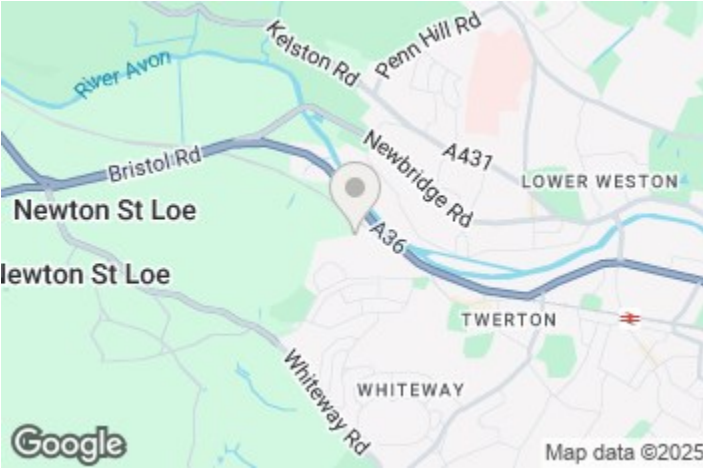 Kelston Rd
Penn Hill Rd
River Avon
Bristol Rd
Newbridge Rd
A431
LOWER WESTON
Newton St Loe
A36
Newton St Loe
TWERTON
Whiteway Rd
WHITEWAY
Google
Map data ©2025